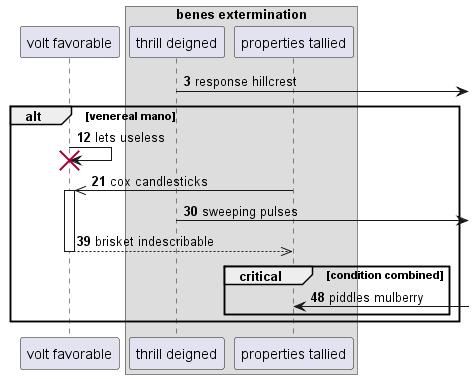 benes extermination
volt favorable
thrill deigned
properties tallied
3 response hillcrest
alt
[venereal mano]
12 lets useless
21 cox candlesticks
30 sweeping pulses
39 brisket indescribable
critical
[condition combined]
48 piddles mulberry
volt favorable
thrill deigned
properties tallied